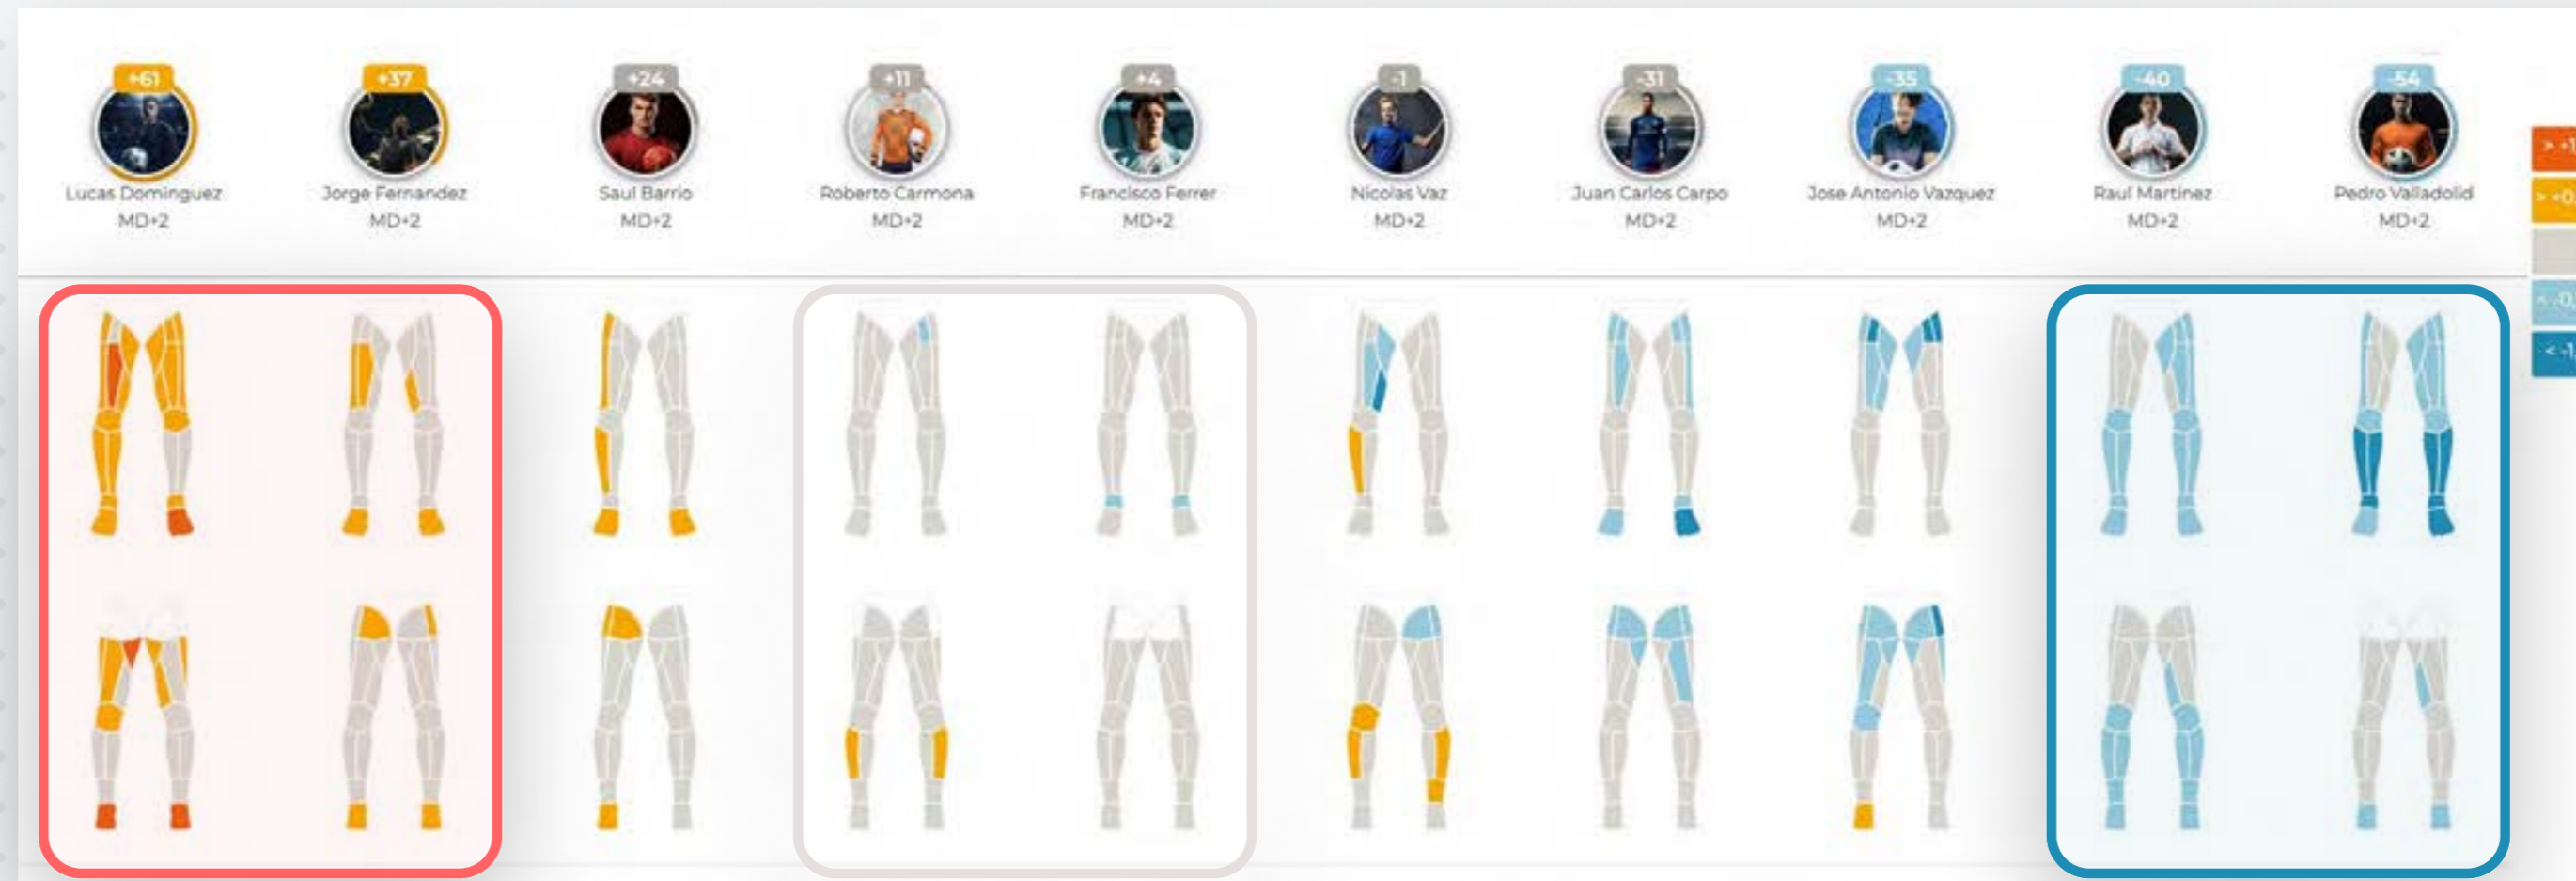 +61 +37 +24 +11 +4 -1 -31 -35 -40 -54
Lucas Dominguez Jorge Fernandez Saul Barrio Roberto Carmona Francisco Ferrer Nicolas Vaz Juan Carlos Carpo Jose Antonio Vazquez Raul Martinez Pedro Valladolid
MD+2 MD+2 MD+2 MD+2 MD+2 MD+2 MD+2 MD+2 MD+2 MD+2